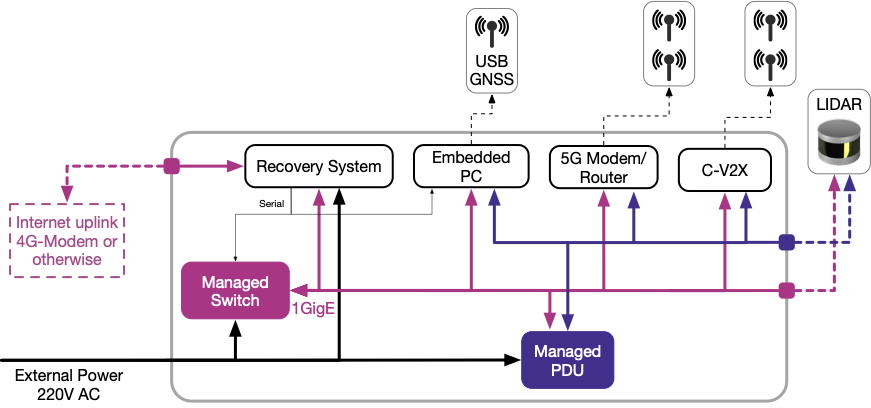 USB
GNSS
LIDAR
Recovery System
Embedded
PC
5G Modem/
Router
C-V2X
Serial
Internet uplink
4G-Modem or
otherwise
Managed
Switch
1GigE
Managed
PDU
External Power
220V AC